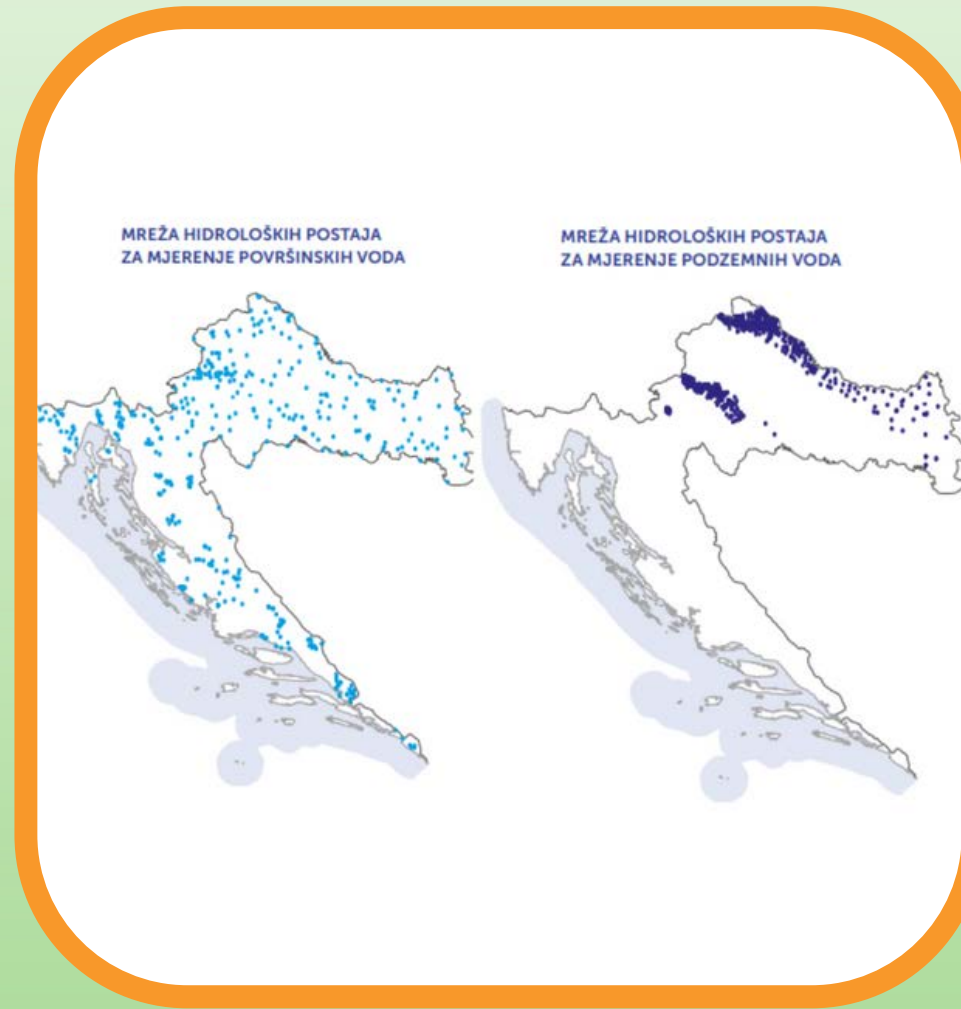 MREŽA HIDROLOŠKIH POSTAJA
ZA MJERENJE POVRŠINSKIH VODA
MREŽA HIDROLOŠKIH POSTAJA
ZA MJERENJE PODZEMNIH VODA